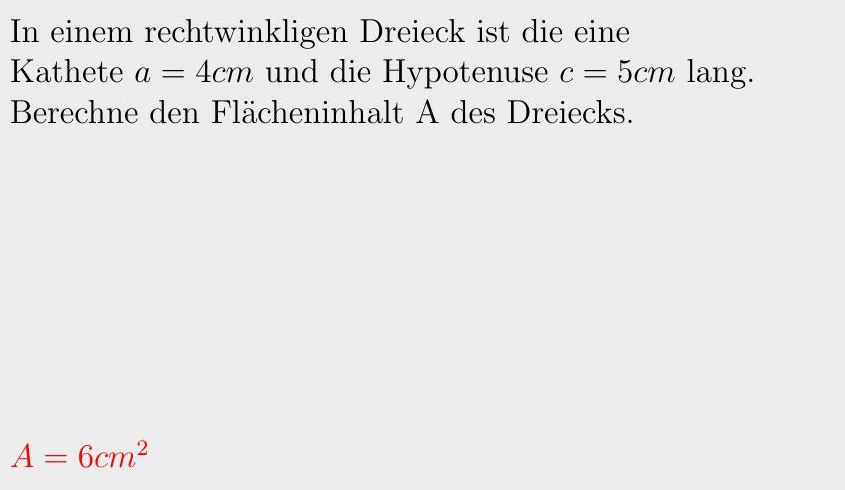 In einem rechtwinkligen Dreieck ist die eine
Kathete a = 4cm und die Hypotenuse c = 5cm lang.
Berechne den Flächeninhalt A des Dreiecks.
A = 6cm²